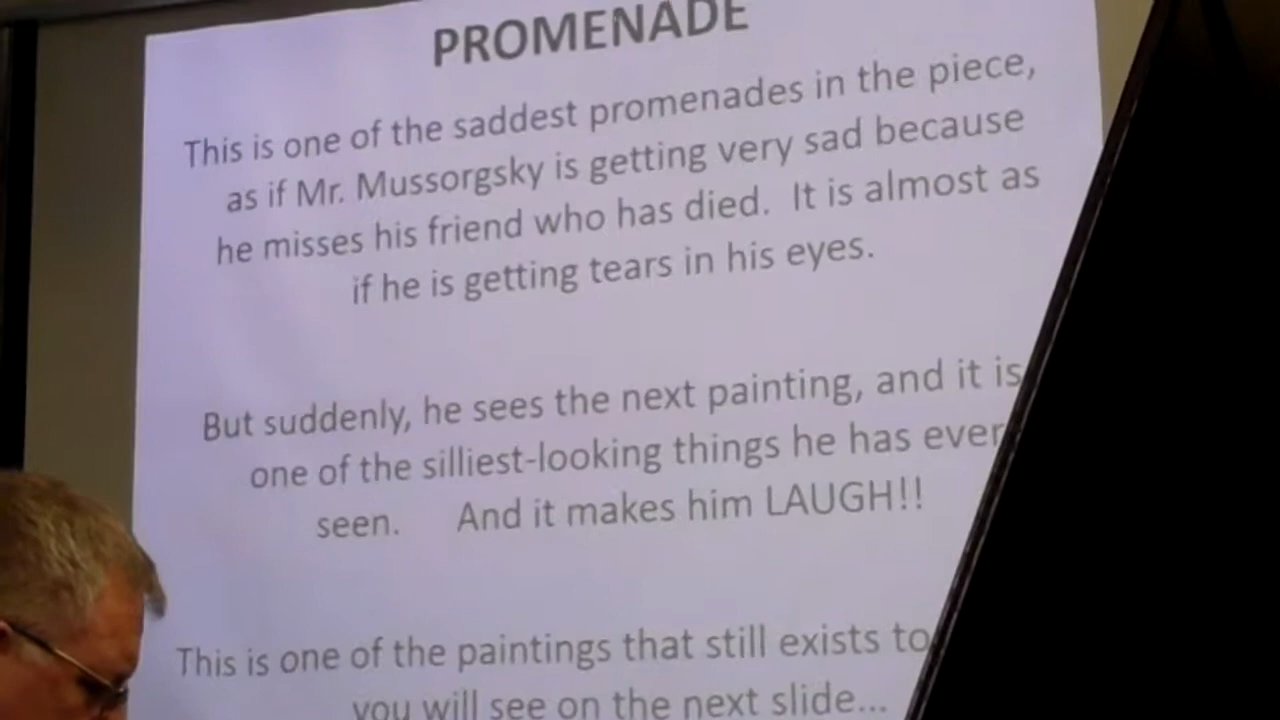 PROMENADE
This is one of the saddest promenades in the piece,
as if Mr. Mussorgsky is getting very sad because
he misses his friend who has died. It is almost as
if he is getting tears in his eyes.
But suddenly, he sees the next painting, and it is
one of the silliest-looking things he has ever
seen. And it makes him LAUGH!!
This is one of the paintings that still exists
you will see on the next slide...